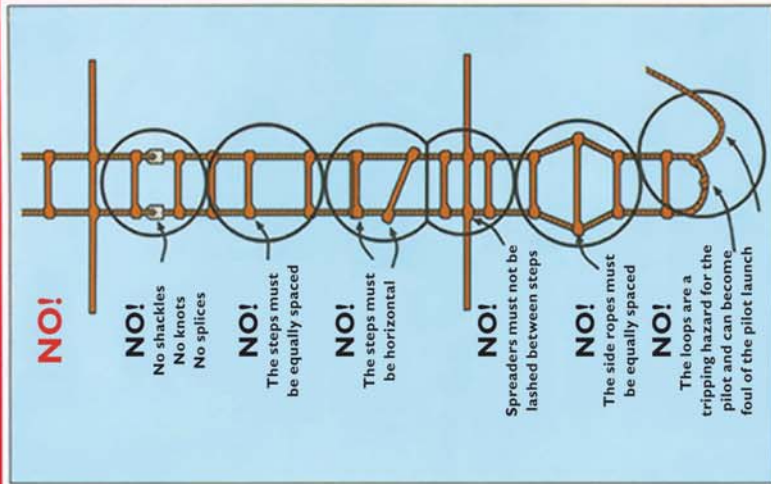 NO!
NO!
No shackles
No knots
No splices
NO!
The steps must
be equally spaced
NO!
The steps must
be horizontal
NO!
Spreaders must not be
lashed between steps
NO!
The side ropes must
be equally spaced
NO!
The loops are a
tripping hazard for the
pilot and can become
foul of the pilot launch